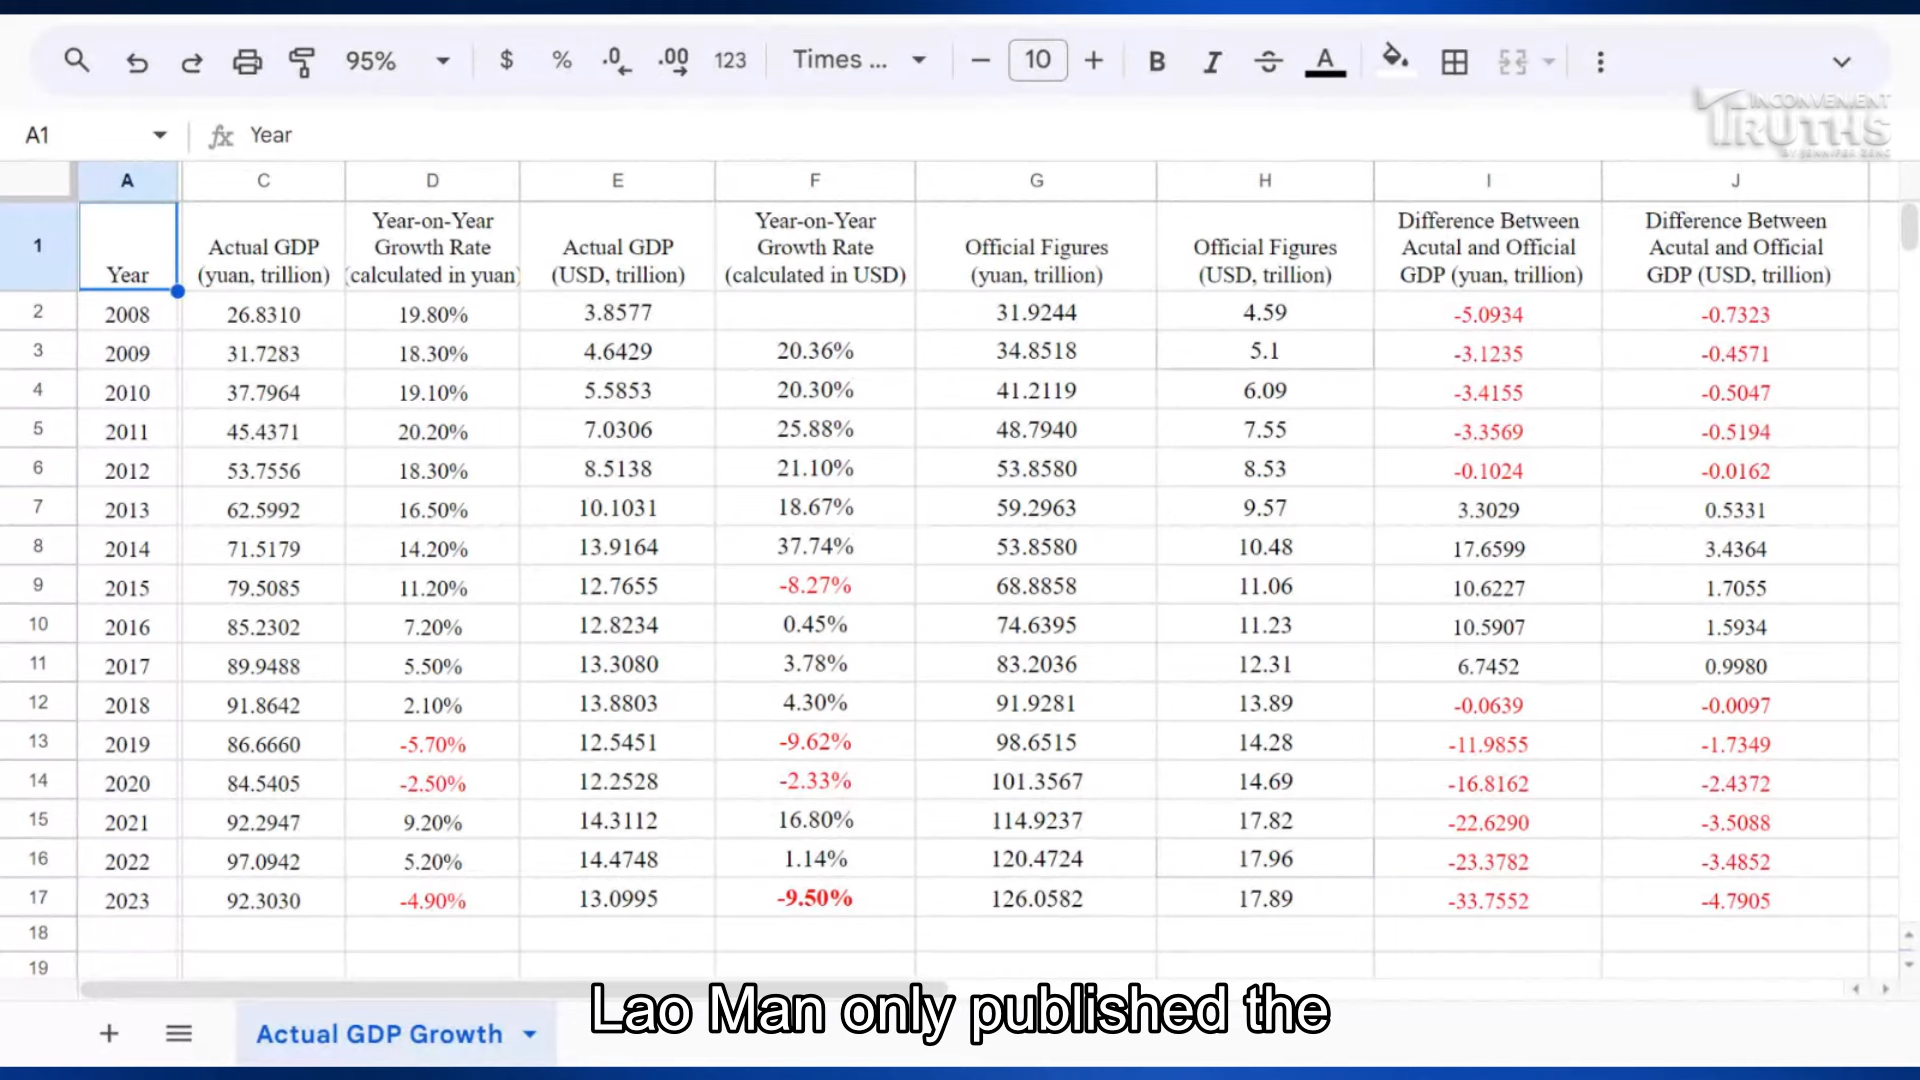 95% $ % .0 .00 123 Times ... 10 B I A
INCONVENIENT
TRUTHS
BY JENNIFER ZENG
A1 fx Year
A C D E F G H I J
1 Year Actual GDP (yuan, trillion) Year-on-Year Growth Rate (calculated in yuan) Actual GDP (USD, trillion) Year-on-Year Growth Rate (calculated in USD) Official Figures (yuan, trillion) Official Figures (USD, trillion) Difference Between Acutal and Official GDP (yuan, trillion) Difference Between Acutal and Official GDP (USD, trillion)
2 2008 26.8310 19.80% 3.8577 31.9244 4.59 -5.0934 -0.7323
3 2009 31.7283 18.30% 4.6429 20.36% 34.8518 5.1 -3.1235 -0.4571
4 2010 37.7964 19.10% 5.5853 20.30% 41.2119 6.09 -3.4155 -0.5047
5 2011 45.4371 20.20% 7.0306 25.88% 48.7940 7.55 -3.3569 -0.5194
6 2012 53.7556 18.30% 8.5138 21.10% 53.8580 8.53 -0.1024 -0.0162
7 2013 62.5992 16.50% 10.1031 18.67% 59.2963 9.57 3.3029 0.5331
8 2014 71.5179 14.20% 13.9164 37.74% 53.8580 10.48 17.6599 3.4364
9 2015 79.5085 11.20% 12.7655 -8.27% 68.8858 11.06 10.6227 1.7055
10 2016 85.2302 7.20% 12.8234 0.45% 74.6395 11.23 10.5907 1.5934
11 2017 89.9488 5.50% 13.3080 3.78% 83.2036 12.31 6.7452 0.9980
12 2018 91.8642 2.10% 13.8803 4.30% 91.9281 13.89 -0.0639 -0.0097
13 2019 86.6660 -5.70% 12.5451 -9.62% 98.6515 14.28 -11.9855 -1.7349
14 2020 84.5405 -2.50% 12.2528 -2.33% 101.3567 14.69 -16.8162 -2.4372
15 2021 92.2947 9.20% 14.3112 16.80% 114.9237 17.82 -22.6290 -3.5088
16 2022 97.0942 5.20% 14.4748 1.14% 120.4724 17.96 -23.3782 -3.4852
17 2023 92.3030 -4.90% 13.0995 -9.50% 126.0582 17.89 -33.7552 -4.7905
18
19
Actual GDP Growth
Lao Man only published the